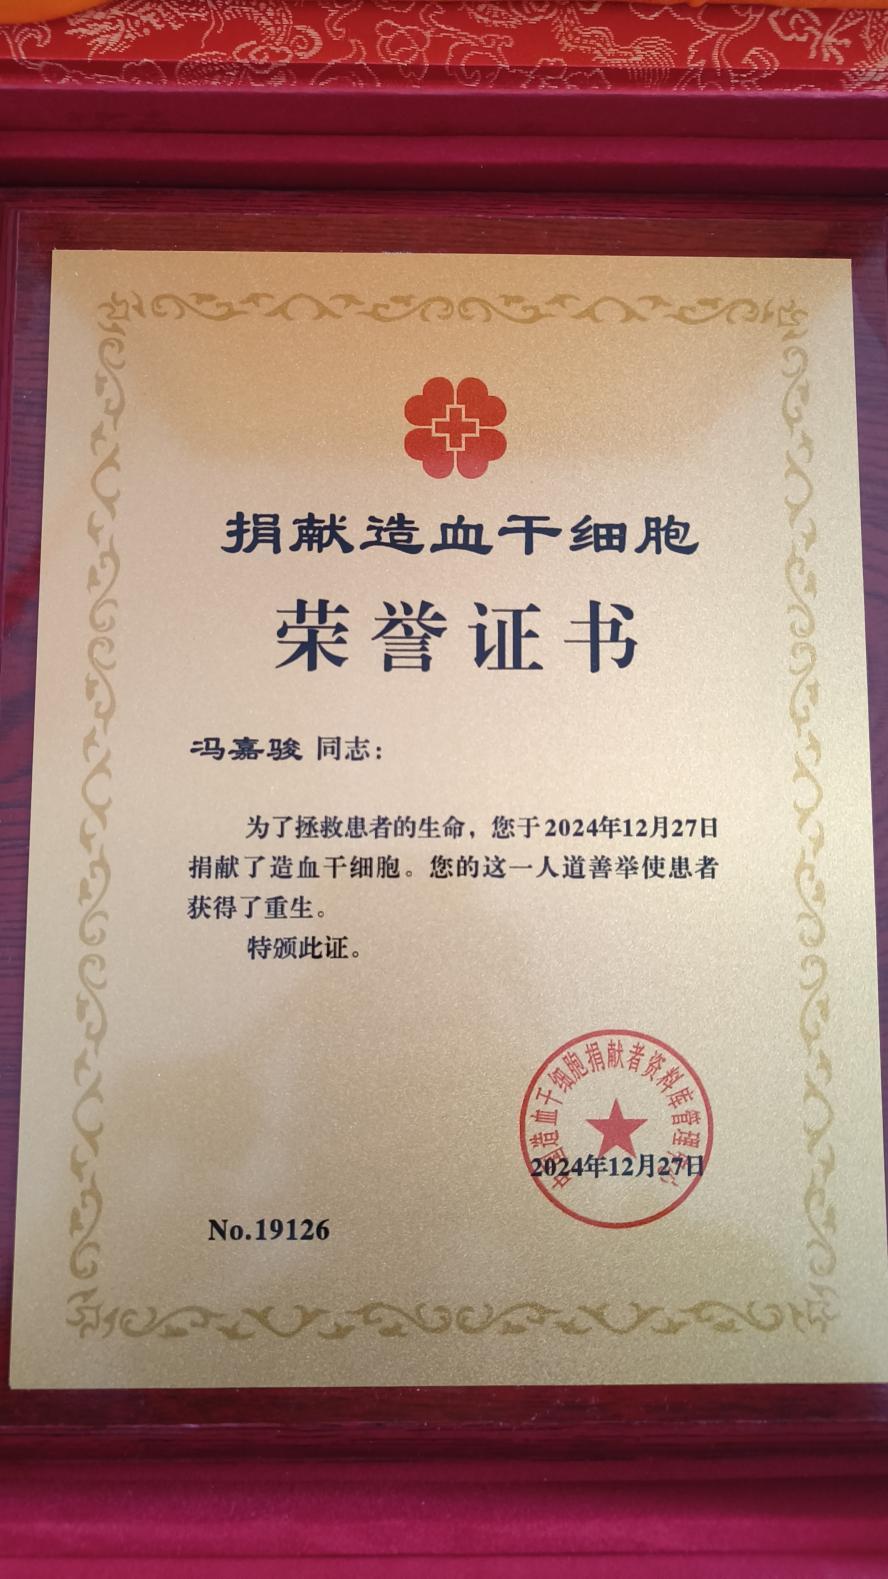 捐献造血干细胞
荣誉证书
冯嘉骏 同志：
为了拯救患者的生命，您于2024年12月27日
捐献了造血干细胞。您的这一人道善举使患者
获得了重生。
特颁此证。
中国造血干细胞捐献者资料库管理中心
2024年12月27日
No.19126